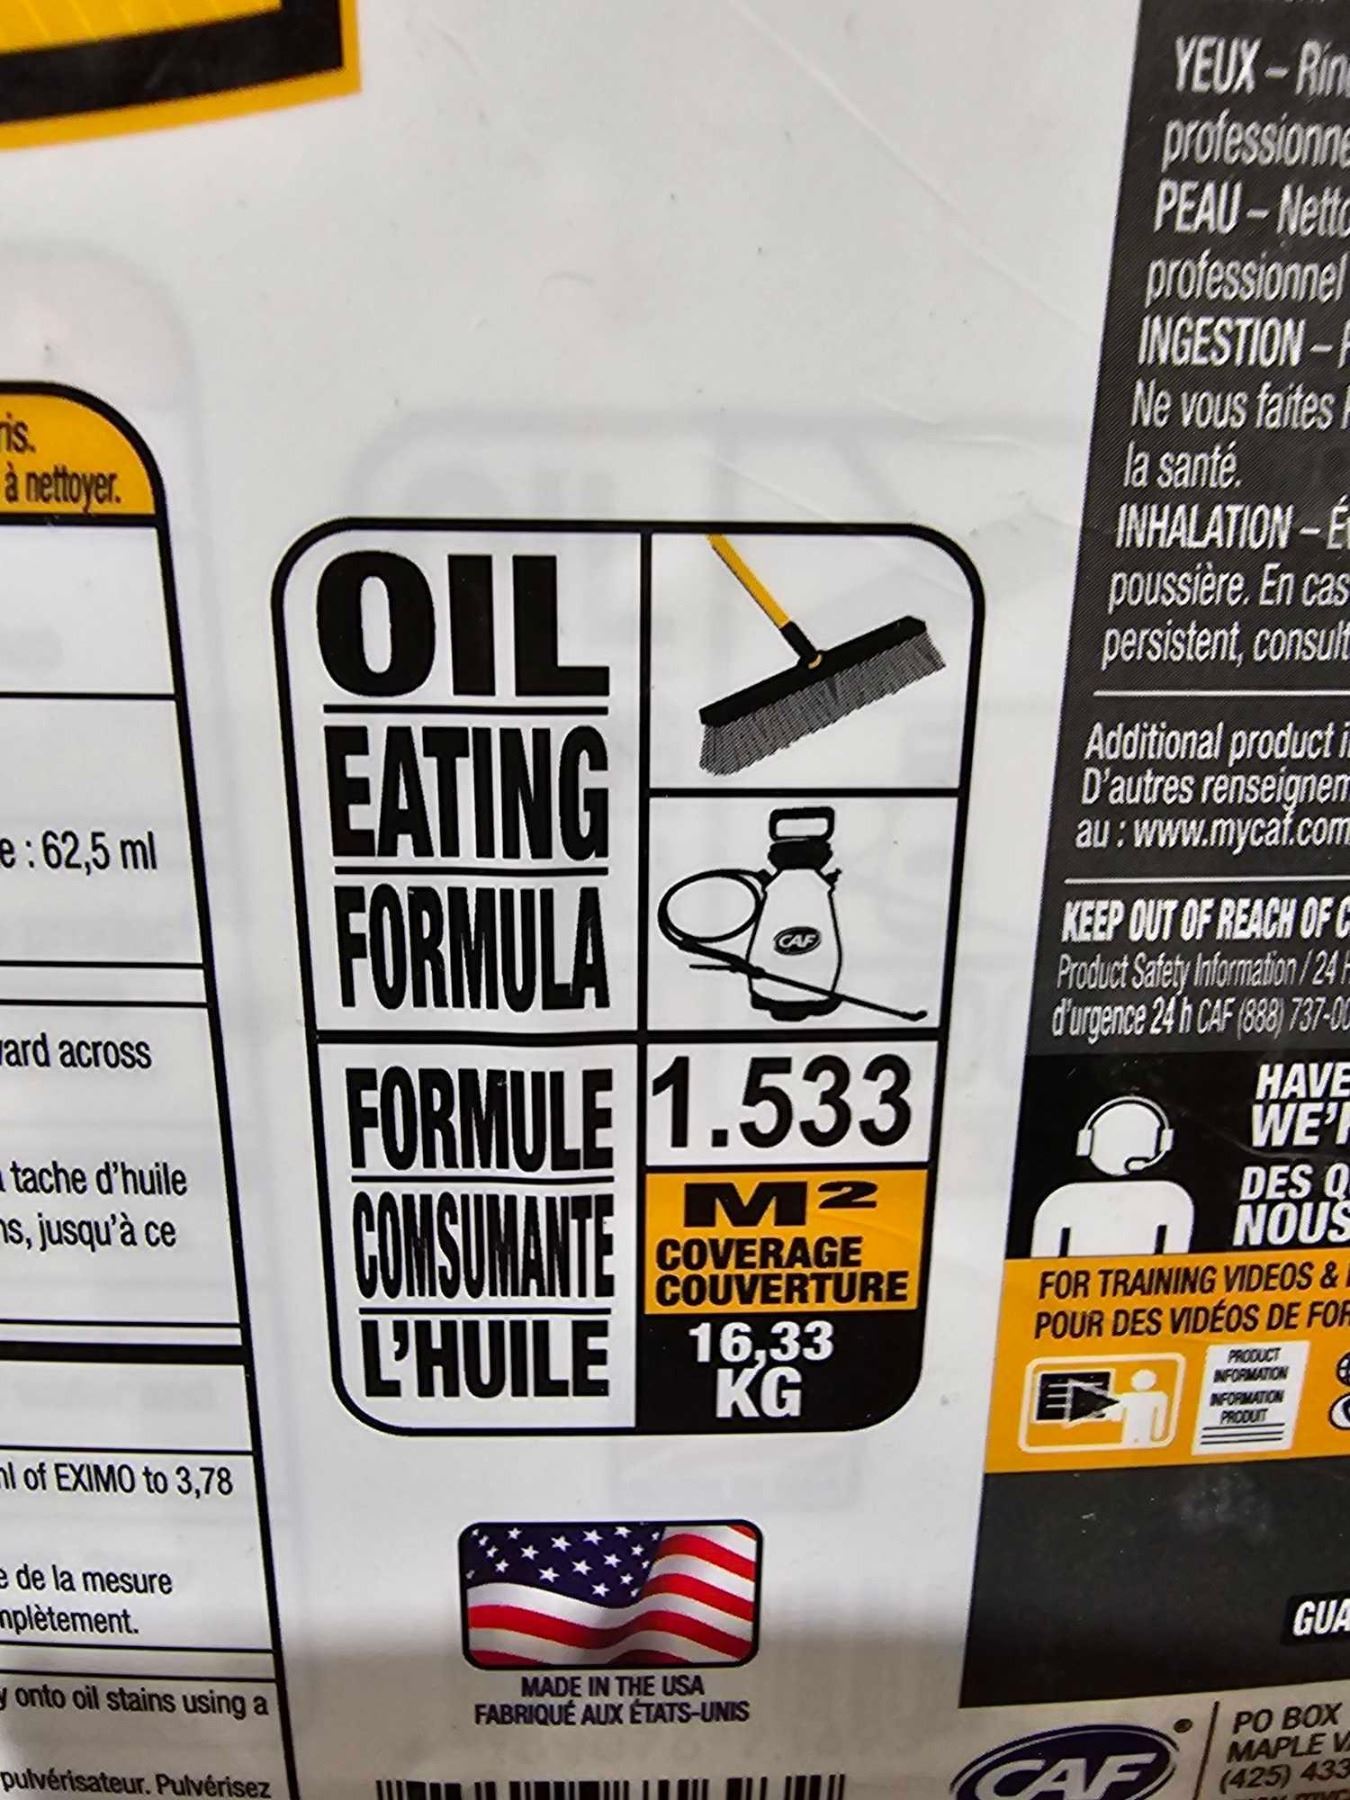 ris.
à nettoyer.
e : 62,5 ml
ward across
tache d'huile
ns, jusqu'à ce
ml of EXIMO to 3,78
de la mesure
mplètement.
onto oil stains using a
pulvérisateur. Pulvérisez
OIL
EATING
FORMULA
CAF
FORMULE
COMSUMANTE
L'HUILE
1.533
M²
COVERAGE
COUVERTURE
16,33
KG
MADE IN THE USA
FABRIQUÉ AUX ÉTATS-UNIS
YEUX – Rin
professionne
PEAU – Netto
professionnel
INGESTION –
Ne vous faites
la santé.
INHALATION – É
poussière. En cas
persistent, consult
Additional product i
D'autres renseignem
au : www.mycaf.com
KEEP OUT OF REACH OF C
Product Safety Information / 24 H
d'urgence 24 h CAF (888) 737-00
HAVE
WE'R
DES Q
NOUS
FOR TRAINING VIDEOS &
POUR DES VIDÉOS DE FOR
PRODUCT
INFORMATION
INFORMATION
PRODUIT
GUA
CAF ®
PO BOX
MAPLE VA
(425) 433